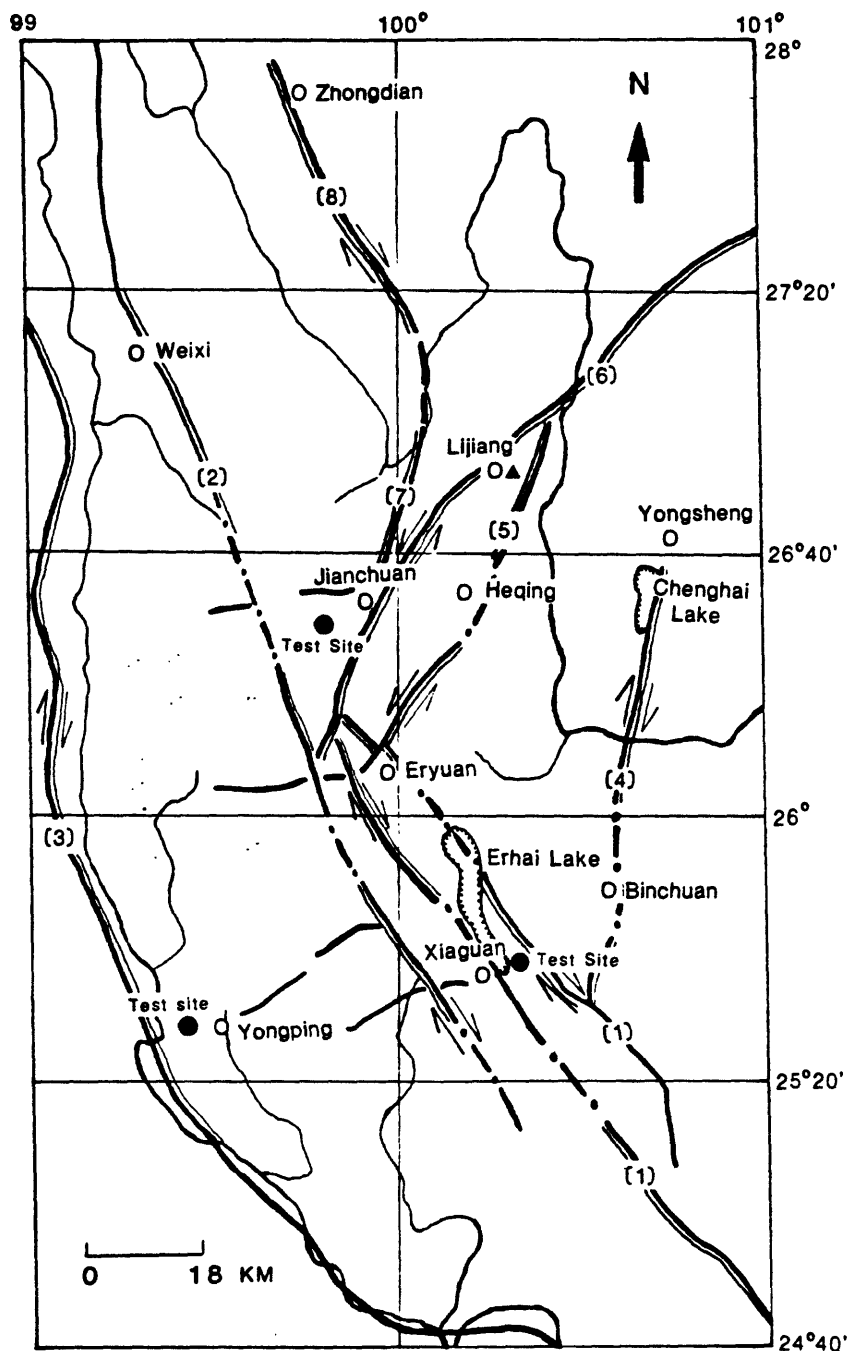 99
100°
101°
28°
N
Zhongdian
(8)
27°20'
Weixi
(6)
Lijiang
(2)
(7)
(5)
Yongsheng
26°40'
Jianchuan
Heqing
Chenghai
Lake
Test Site
Eryuan
(4)
26°
(3)
Erhai Lake
Binchuan
Xiaguan
Test Site
Test site
Yongping
(1)
25°20'
(1)
0 18 KM
24°40'